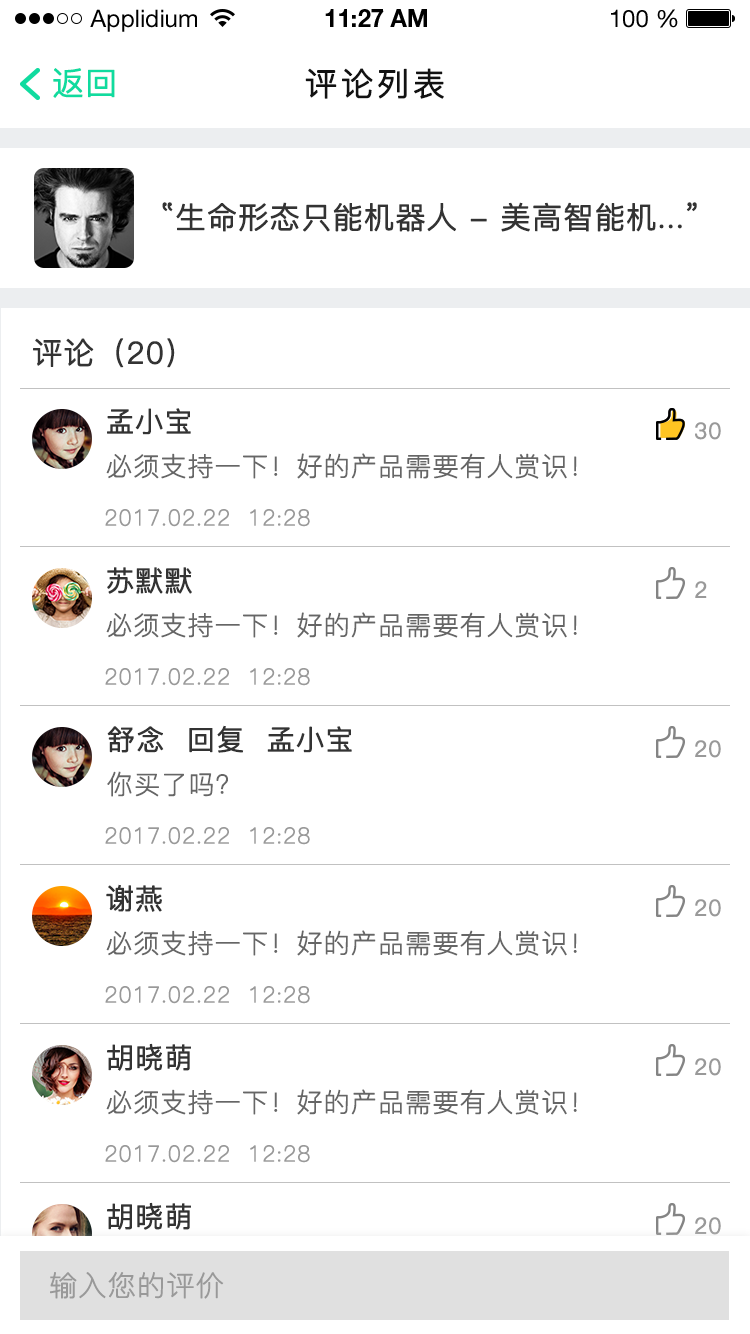 Applidium 11:27 AM 100 %
返回 评论列表
“生命形态只能机器人 – 美高智能机...”
评论（20）
孟小宝 30
必须支持一下！好的产品需要有人赏识！
2017.02.22 12:28
苏默默 2
必须支持一下！好的产品需要有人赏识！
2017.02.22 12:28
舒念 回复 孟小宝 20
你买了吗？
2017.02.22 12:28
谢燕 20
必须支持一下！好的产品需要有人赏识！
2017.02.22 12:28
胡晓萌 20
必须支持一下！好的产品需要有人赏识！
2017.02.22 12:28
胡晓萌 20
输入您的评价